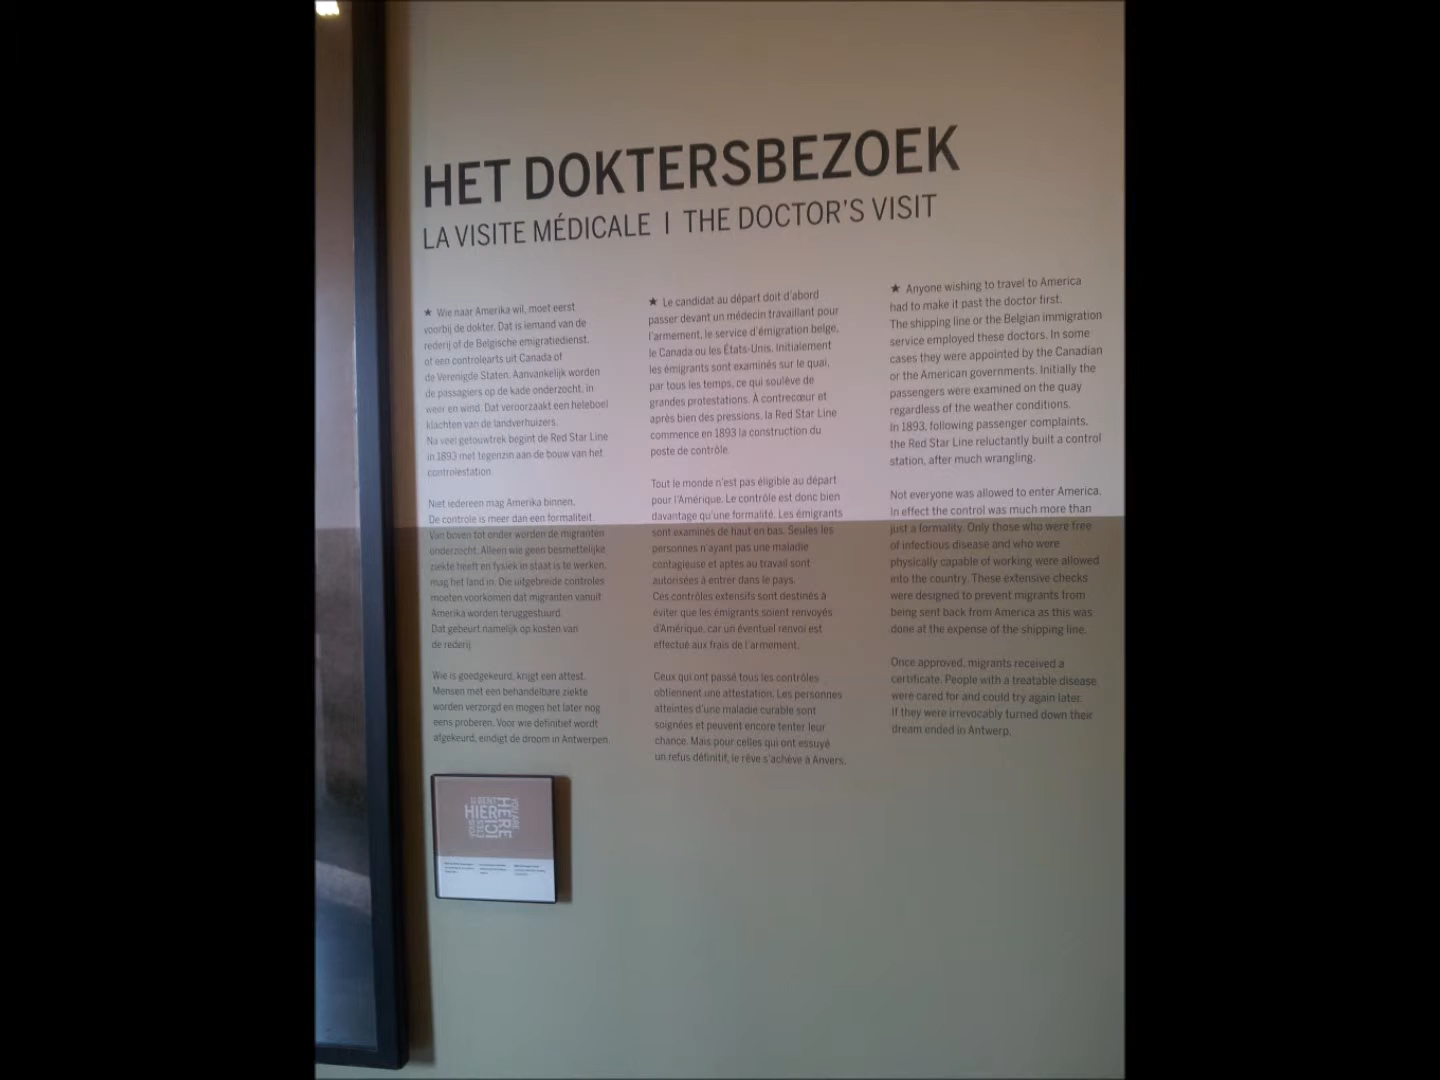 HET DOKTERSBEZOEK
LA VISITE MÉDICALE | THE DOCTOR'S VISIT
★ Wie naar Amerika wil, moet eerst
voorbij de dokter. Dat is iemand van de
rederij of de Belgische emigratiedienst,
of een controlearts uit Canada of
de Verenigde Staten. Aanvankelijk worden
de passagiers op de kade onderzocht, in
weer en wind. Dat veroorzaakt een heleboel
klachten van de landverhuizers.
Na veel getouwtrek begint de Red Star Line
in 1893 met tegenzin aan de bouw van het
controlestation.
Niet iedereen mag Amerika binnen.
De controle is meer dan een formaliteit.
Van boven tot onder worden de migranten
onderzocht. Alleen wie geen besmettelijke
ziekte heeft en fysiek in staat is te werken,
mag het land in. Die uitgebreide controles
moeten voorkomen dat migranten vanuit
Amerika worden teruggestuurd.
Dat gebeurt namelijk op kosten van
de rederij.
Wie is goedgekeurd, krijgt een attest.
Mensen met een behandelbare ziekte
worden verzorgd en mogen het later nog
eens proberen. Voor wie definitief wordt
afgekeurd, eindigt de droom in Antwerpen.
★ Le candidat au départ doit d'abord
passer devant un médecin travaillant pour
l'armement, le service d'émigration belge,
le Canada ou les États-Unis. Initialement
les émigrants sont examinés sur le quai,
par tous les temps, ce qui soulève de
grandes protestations. À contrecœur et
après bien des pressions, la Red Star Line
commence en 1893 la construction du
poste de contrôle.
Tout le monde n'est pas éligible au départ
pour l'Amérique. Le contrôle est donc bien
davantage qu'une formalité. Les émigrants
sont examinés de haut en bas. Seules les
personnes n'ayant pas une maladie
contagieuse et aptes au travail sont
autorisées à entrer dans le pays.
Ces contrôles extensifs sont destinés à
éviter que les émigrants soient renvoyés
d'Amérique, car un éventuel renvoi est
effectué aux frais de l'armement.
Ceux qui ont passé tous les contrôles
obtiennent une attestation. Les personnes
atteintes d'une maladie curable sont
soignées et peuvent encore tenter leur
chance. Mais pour celles qui ont essuyé
un refus définitif, le rêve s'achève à Anvers.
★ Anyone wishing to travel to America
had to make it past the doctor first.
The shipping line or the Belgian immigration
service employed these doctors. In some
cases they were appointed by the Canadian
or the American governments. Initially the
passengers were examined on the quay
regardless of the weather conditions.
In 1893, following passenger complaints,
the Red Star Line reluctantly built a control
station, after much wrangling.
Not everyone was allowed to enter America.
In effect the control was much more than
just a formality. Only those who were free
of infectious disease and who were
physically capable of working were allowed
into the country. These extensive checks
were designed to prevent migrants from
being sent back from America as this was
done at the expense of the shipping line.
Once approved, migrants received a
certificate. People with a treatable disease
were cared for and could try again later.
If they were irrevocably turned down their
dream ended in Antwerp.
U BENT
HIER
VOUS
ÊTES
ICI
YOU ARE
HERE